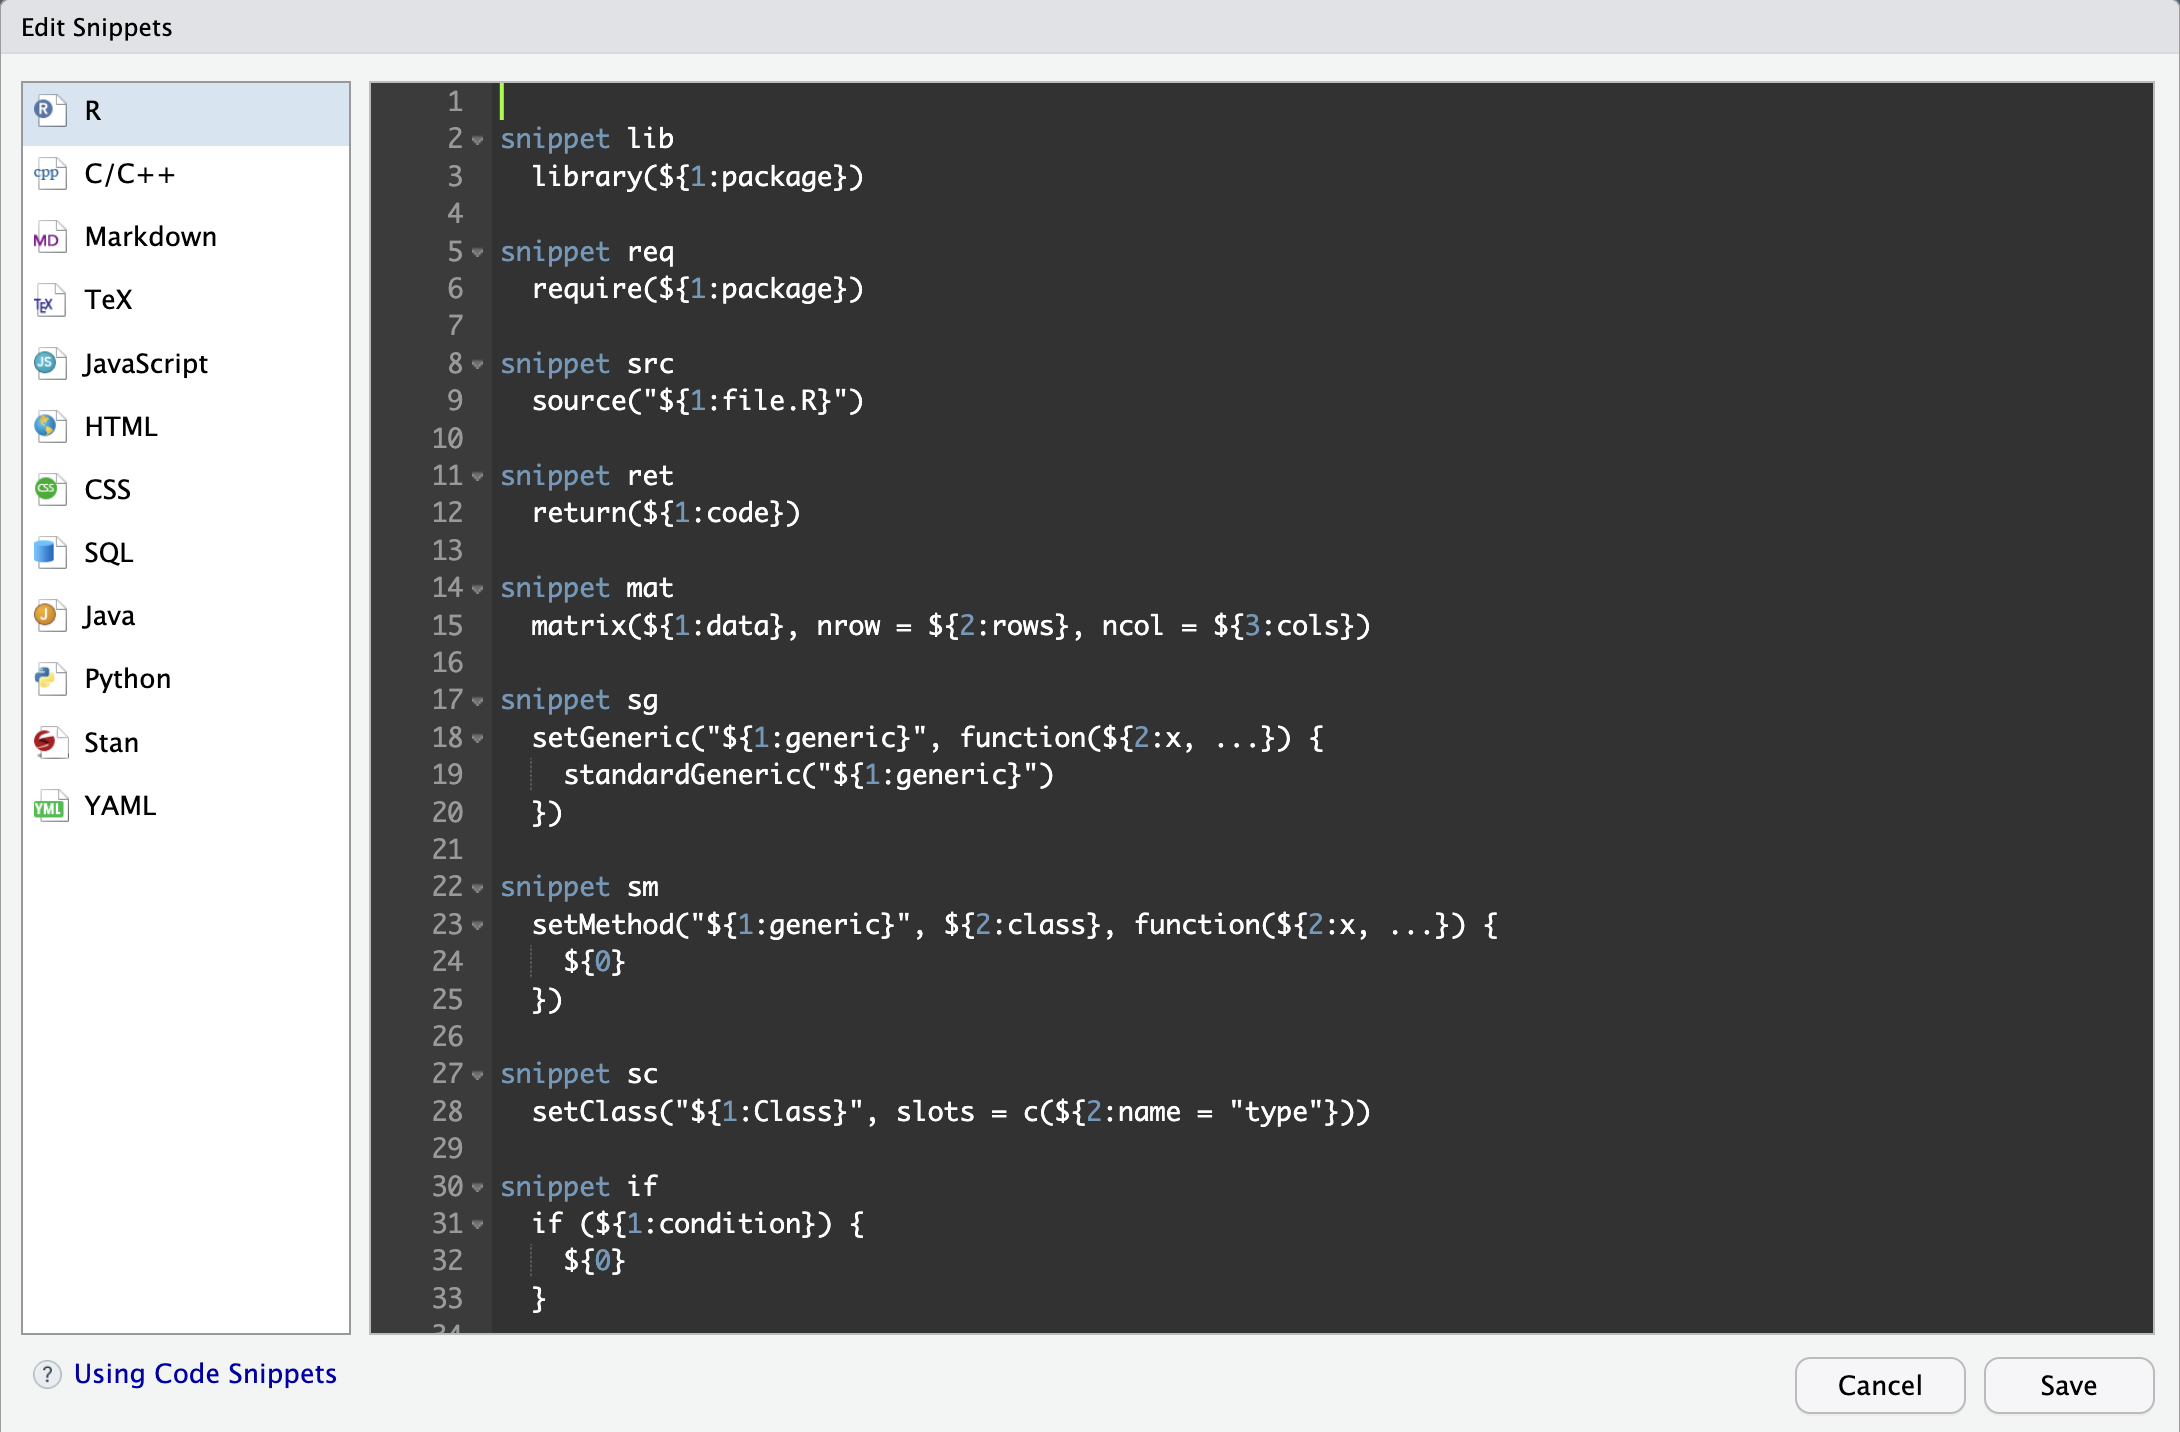 Edit Snippets
R
C/C++
Markdown
TeX
JavaScript
HTML
CSS
SQL
Java
Python
Stan
YAML
1
2 snippet lib
3   library(${1:package})
4
5 snippet req
6   require(${1:package})
7
8 snippet src
9   source("${1:file.R}")
10
11 snippet ret
12   return(${1:code})
13
14 snippet mat
15   matrix(${1:data}, nrow = ${2:rows}, ncol = ${3:cols})
16
17 snippet sg
18   setGeneric("${1:generic}", function(${2:x, ...}) {
19     standardGeneric("${1:generic}")
20   })
21
22 snippet sm
23   setMethod("${1:generic}", ${2:class}, function(${2:x, ...}) {
24     ${0}
25   })
26
27 snippet sc
28   setClass("${1:Class}", slots = c(${2:name = "type"}))
29
30 snippet if
31   if (${1:condition}) {
32     ${0}
33   }
34
? Using Code Snippets
Cancel
Save